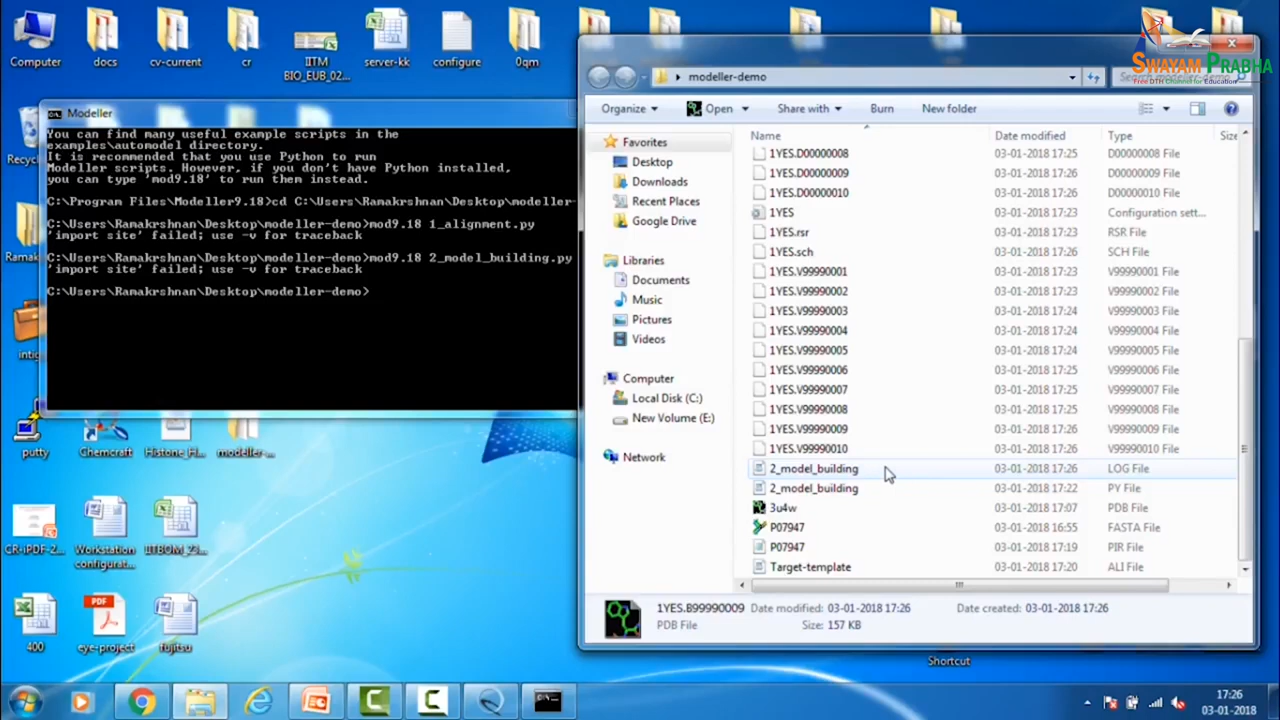 Computer
docs
cv-current
cr
IITM
BIO_EUB_02...
server-kk
configure
0qm
SWAYAM PRABHA
Free DTH Channel for Education
modeller-demo
Organize
Open
Share with
Burn
New folder
Modeller
You can find many useful example scripts in the
examples\automodel directory.
It is recommended that you use Python to run
Modeller scripts. However, if you don't have Python installed,
you can type 'mod9.18' to run them instead.
C:\Program Files\Modeller9.18>cd C:\Users\Ramakrshnan\Desktop\modeller-
C:\Users\Ramakrshnan\Desktop\modeller-demo>mod9.18 1_alignment.py
'import site' failed; use -v for traceback
C:\Users\Ramakrshnan\Desktop\modeller-demo>mod9.18 2_model_building.py
'import site' failed; use -v for traceback
C:\Users\Ramakrshnan\Desktop\modeller-demo>
Favorites
Desktop
Downloads
Recent Places
Google Drive
Libraries
Documents
Music
Pictures
Videos
Computer
Local Disk (C:)
New Volume (E:)
Network
Name Date modified Type Size
1YES.D00000008 03-01-2018 17:25 D00000008 File
1YES.D00000009 03-01-2018 17:26 D00000009 File
1YES.D00000010 03-01-2018 17:26 D00000010 File
1YES 03-01-2018 17:26 Configuration sett...
1YES.rsr 03-01-2018 17:23 RSR File
1YES.sch 03-01-2018 17:26 SCH File
1YES.V99990001 03-01-2018 17:23 V99990001 File
1YES.V99990002 03-01-2018 17:23 V99990002 File
1YES.V99990003 03-01-2018 17:24 V99990003 File
1YES.V99990004 03-01-2018 17:24 V99990004 File
1YES.V99990005 03-01-2018 17:24 V99990005 File
1YES.V99990006 03-01-2018 17:25 V99990006 File
1YES.V99990007 03-01-2018 17:25 V99990007 File
1YES.V99990008 03-01-2018 17:25 V99990008 File
1YES.V99990009 03-01-2018 17:26 V99990009 File
1YES.V99990010 03-01-2018 17:26 V99990010 File
2_model_building 03-01-2018 17:26 LOG File
2_model_building 03-01-2018 17:22 PY File
3u4w 03-01-2018 17:07 PDB File
P07947 03-01-2018 16:55 FASTA File
P07947 03-01-2018 17:19 PIR File
Target-template 03-01-2018 17:20 ALI File
1YES.B99990009 Date modified: 03-01-2018 17:26 Date created: 03-01-2018 17:26
PDB File Size: 157 KB
Shortcut
putty
Chemcraft
Histone_H...
modeller-...
CR-iPDF-2...
Workstation
configurat...
IITBOM_23...
400
PDF
eye-project
fujitsu
17:26
03-01-2018